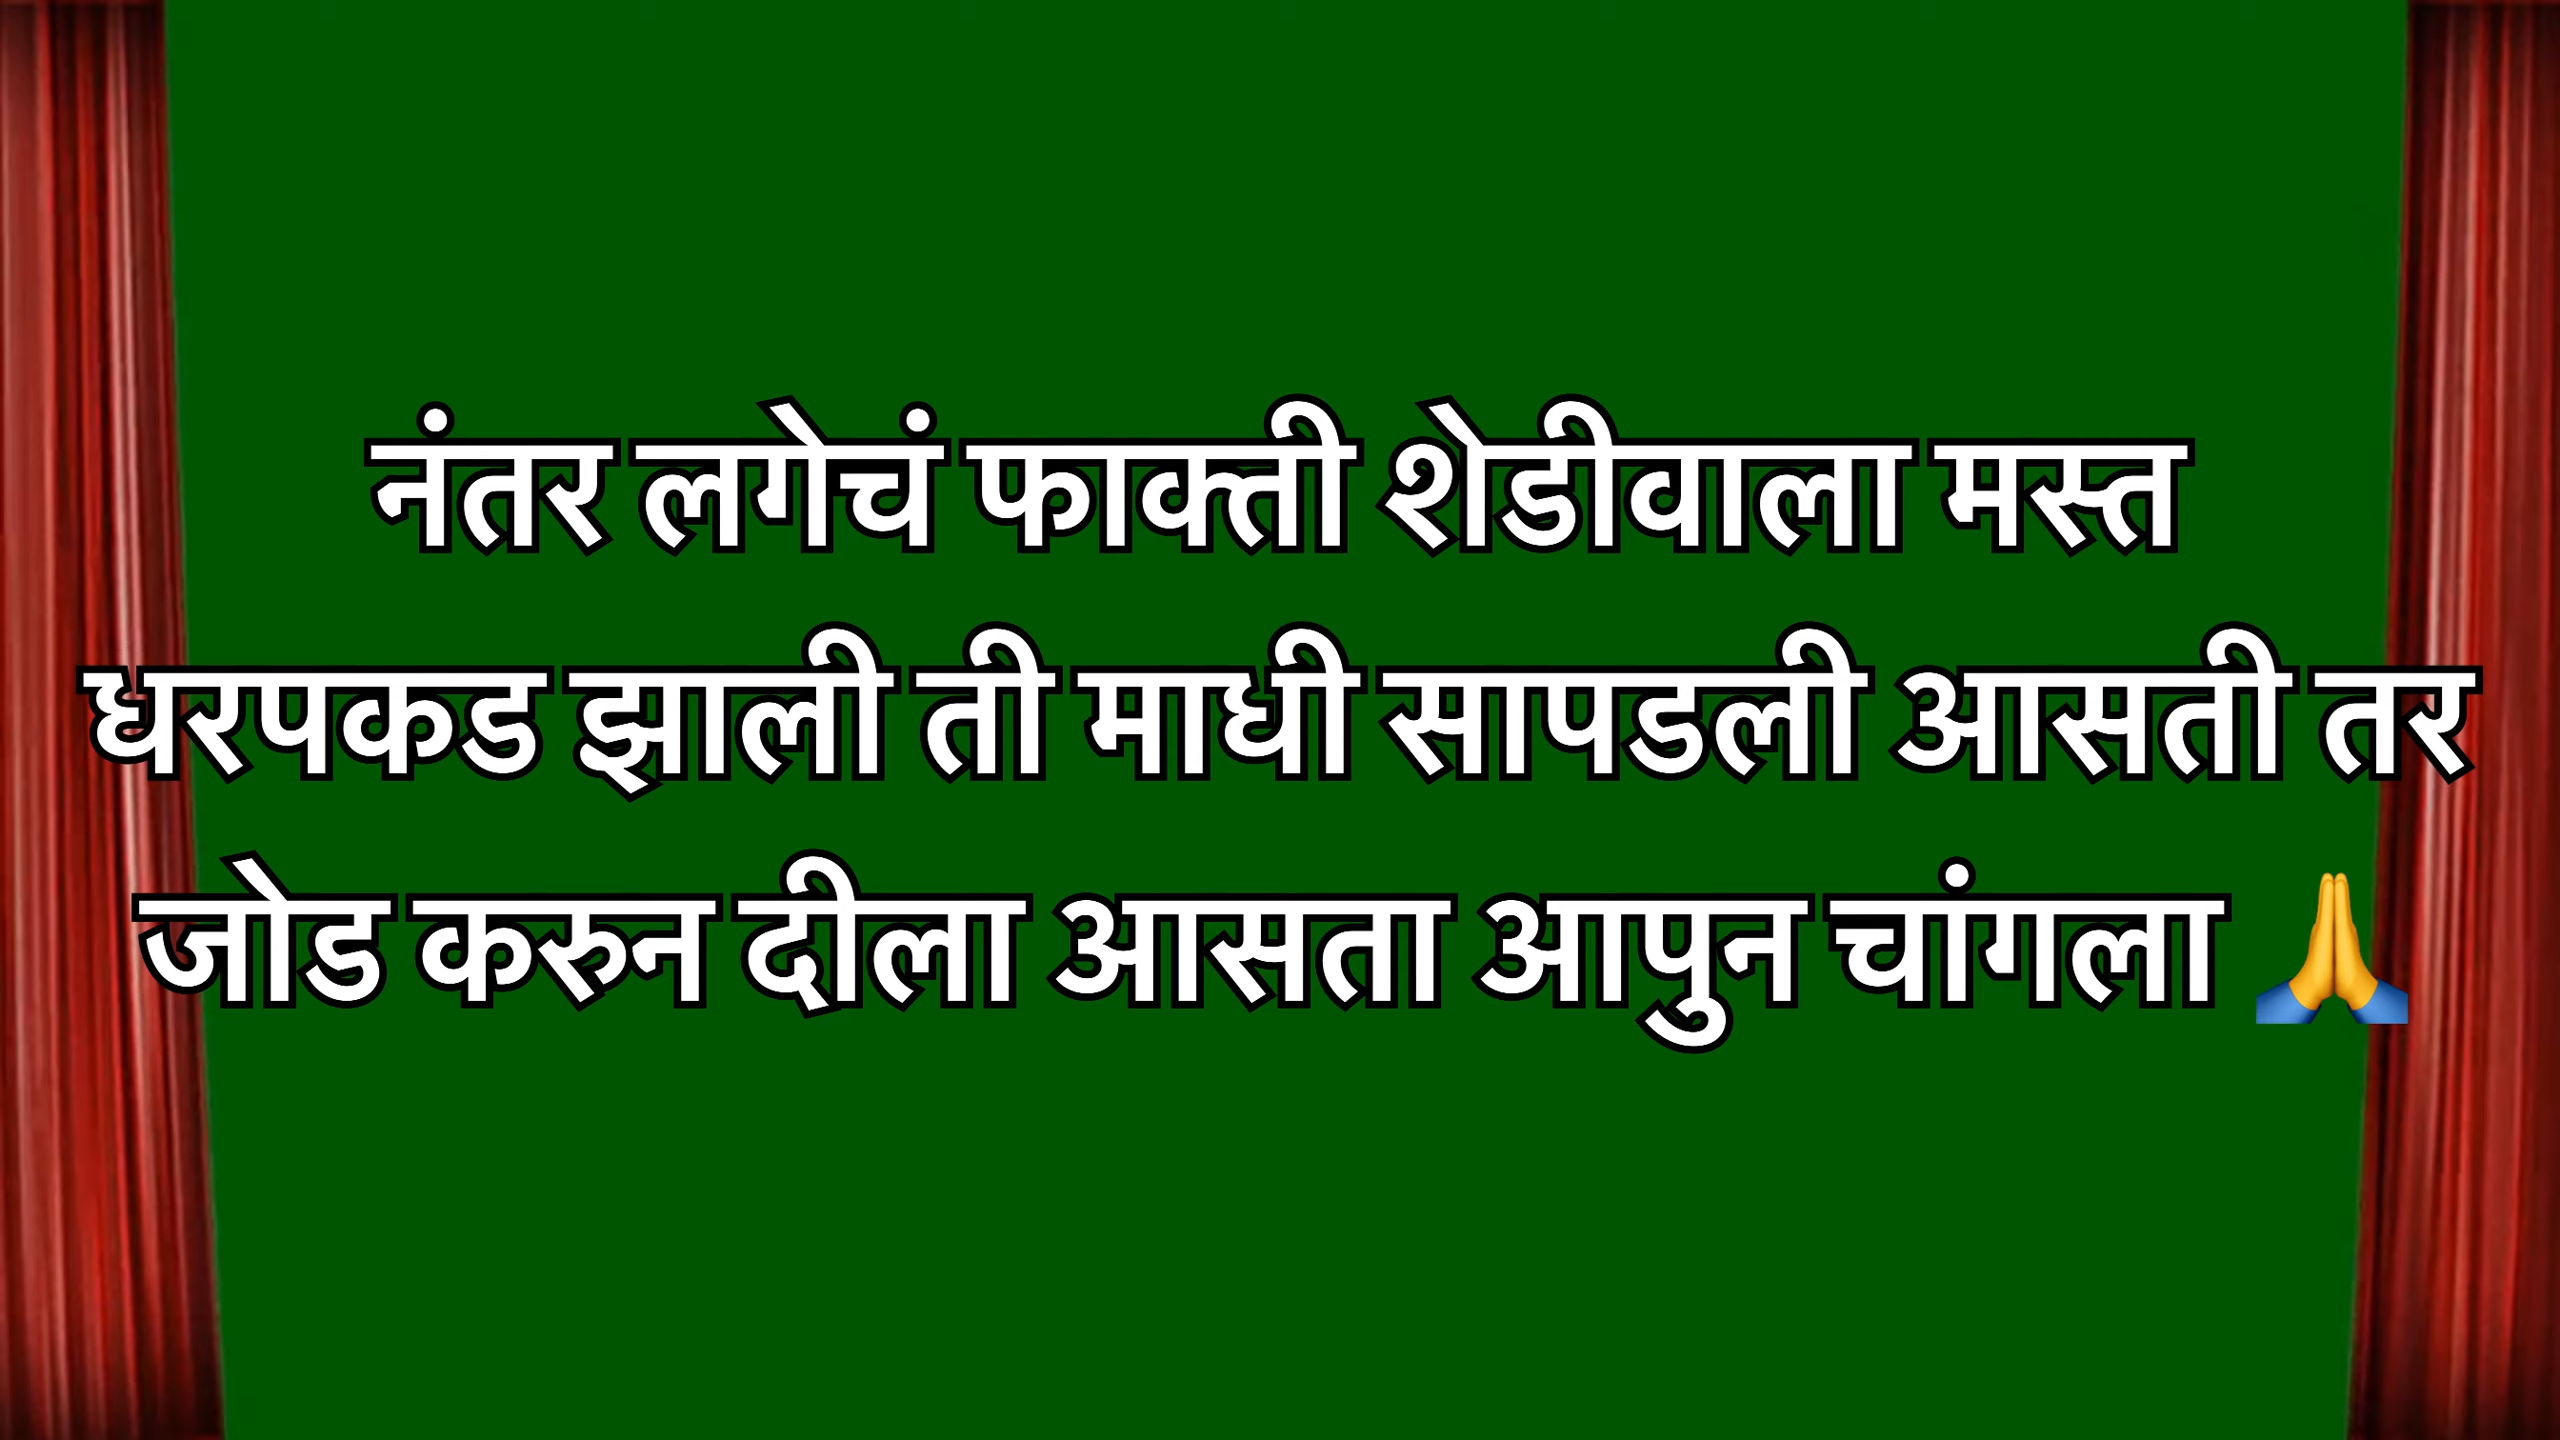 नंतर लगेचं फाक्ती शेडीवाला मस्त
धरपकड झाली ती माधी सापडली आसती तर
जोड करुन दीला आसता आपुन चांगला 🙏